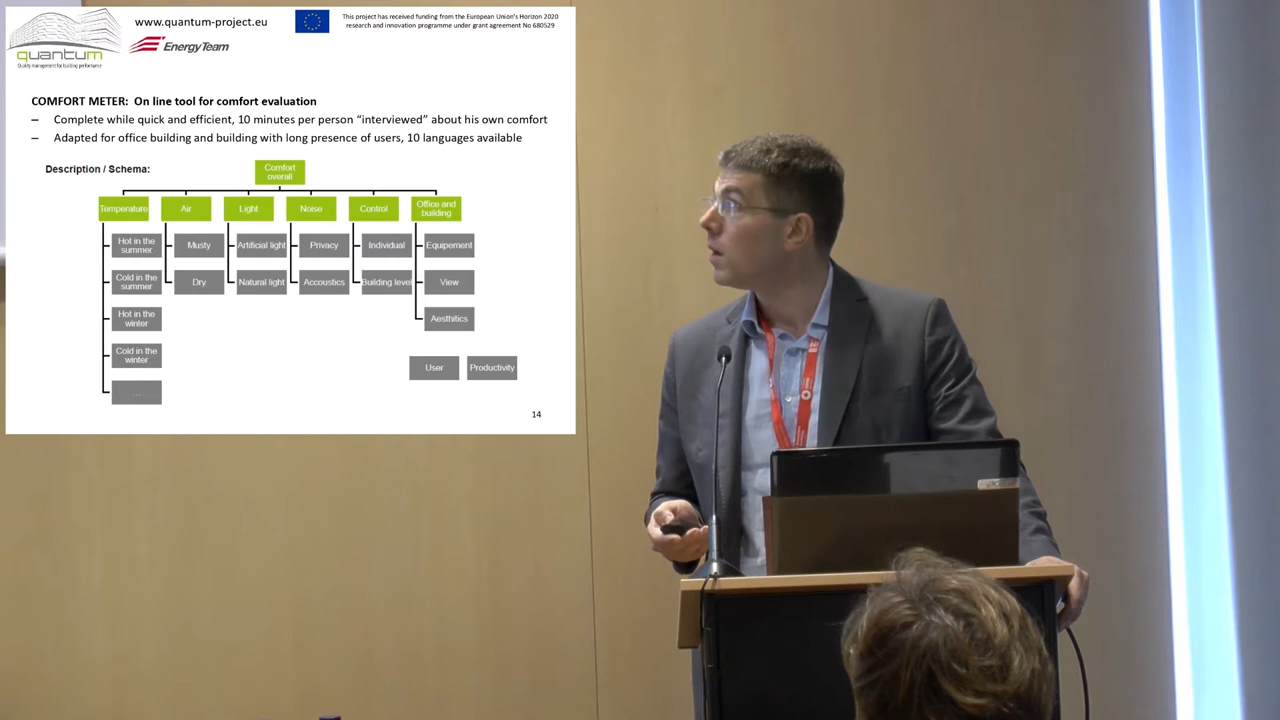 www.quantum-project.eu
This project has received funding from the European Union's Horizon 2020
research and innovation programme under grant agreement No 680529
quantum
Quality management for building performance
EnergyTeam
COMFORT METER: On line tool for comfort evaluation
– Complete while quick and efficient, 10 minutes per person “interviewed” about his own comfort
– Adapted for office building and building with long presence of users, 10 languages available
Description / Schema:
Comfort
overall
Temperature
Air
Light
Noise
Control
Office and
building
Hot in the
summer
Musty
Artificial light
Privacy
Individual
Equipement
Cold in the
summer
Dry
Natural light
Accoustics
Building level
View
Hot in the
winter
Aesthitics
Cold in the
winter
User
Productivity
...
14